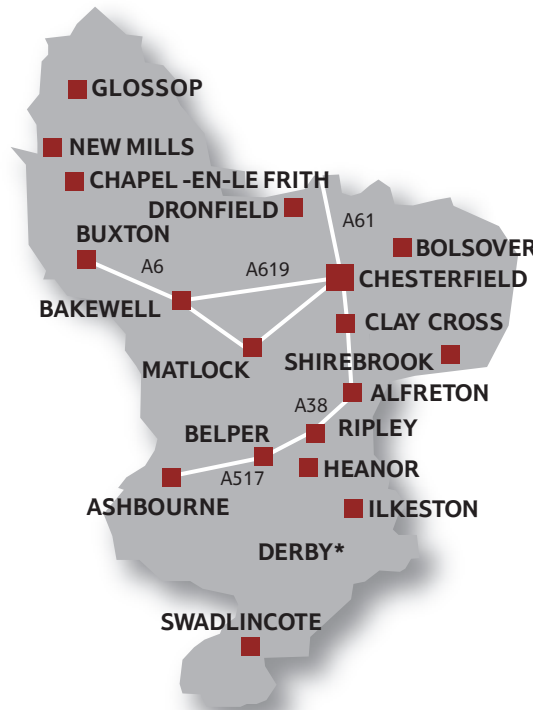 GLOSSOP
NEW MILLS
CHAPEL -EN-LE FRITH
DRONFIELD
A61
BUXTON
BOLSOVER
A6
A619
CHESTERFIELD
BAKEWELL
CLAY CROSS
SHIREBROOK
MATLOCK
ALFRETON
A38
RIPLEY
BELPER
HEANOR
A517
ASHBOURNE
ILKESTON
DERBY*
SWADLINCOTE